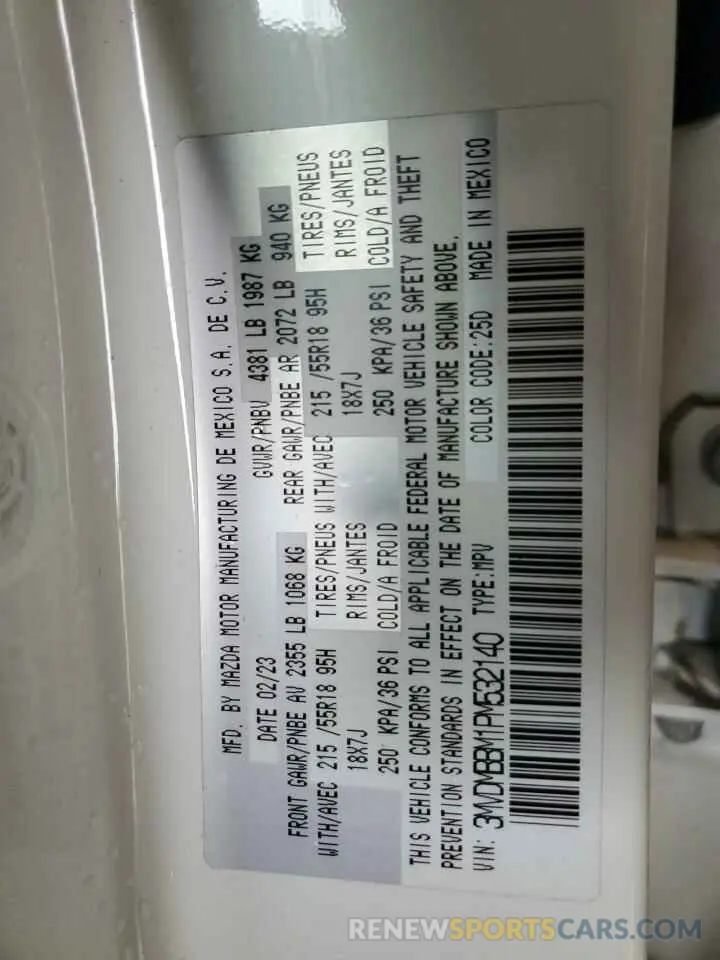 MFD. BY MAZDA MOTOR MANUFACTURING DE MEXICO S.A. DE C.V.
DATE 02/23 GVWR/PNBV 4381 LB 1987 KG
FRONT GAWR/PNBE AV 2355 LB 1068 KG REAR GAWR/PNBE AR 2072 LB 940 KG
WITH/AVEC 215 /55R18 95H TIRES/PNEUS WITH/AVEC 215 /55R18 95H TIRES/PNEUS
18X7J RIMS/JANTES 18X7J RIMS/JANTES
250 KPA/36 PSI COLD/A FROID 250 KPA/36 PSI COLD/A FROID
THIS VEHICLE CONFORMS TO ALL APPLICABLE FEDERAL MOTOR VEHICLE SAFETY AND THEFT
PREVENTION STANDARDS IN EFFECT ON THE DATE OF MANUFACTURE SHOWN ABOVE.
VIN: 3MVDMBBM1PM532140 TYPE:MPV COLOR CODE:25D MADE IN MEXICO
RENEWSPORTSCARS.COM